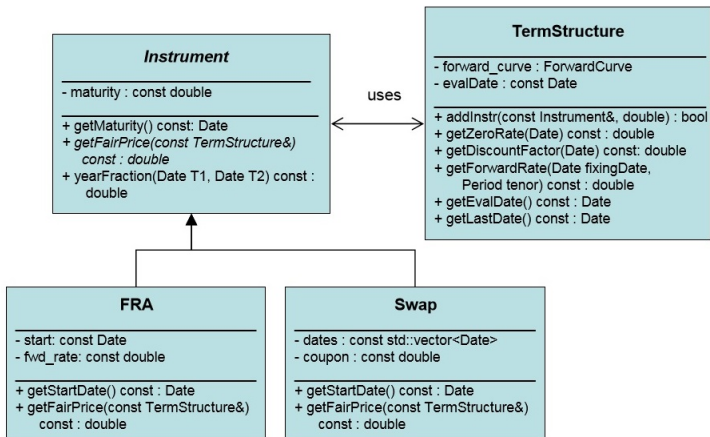 Instrument
- maturity : const double
+ getMaturity() const: Date
+ getFairPrice(const TermStructure&)
const : double
+ yearFraction(Date T1, Date T2) const :
double
uses
TermStructure
- forward_curve : ForwardCurve
- evalDate : const Date
+ addInstr(const Instrument&, double) : bool
+ getZeroRate(Date) const : double
+ getDiscountFactor(Date) const: double
+ getForwardRate(Date fixingDate,
Period tenor) const : double
+ getEvalDate() const : Date
+ getLastDate() const : Date
FRA
- start: const Date
- fwd_rate: const double
+ getStartDate() const : Date
+ getFairPrice(const TermStructure&)
const : double
Swap
- dates : const std::vector<Date>
- coupon : const double
+ getStartDate() const : Date
+ getFairPrice(const TermStructure&)
const : double